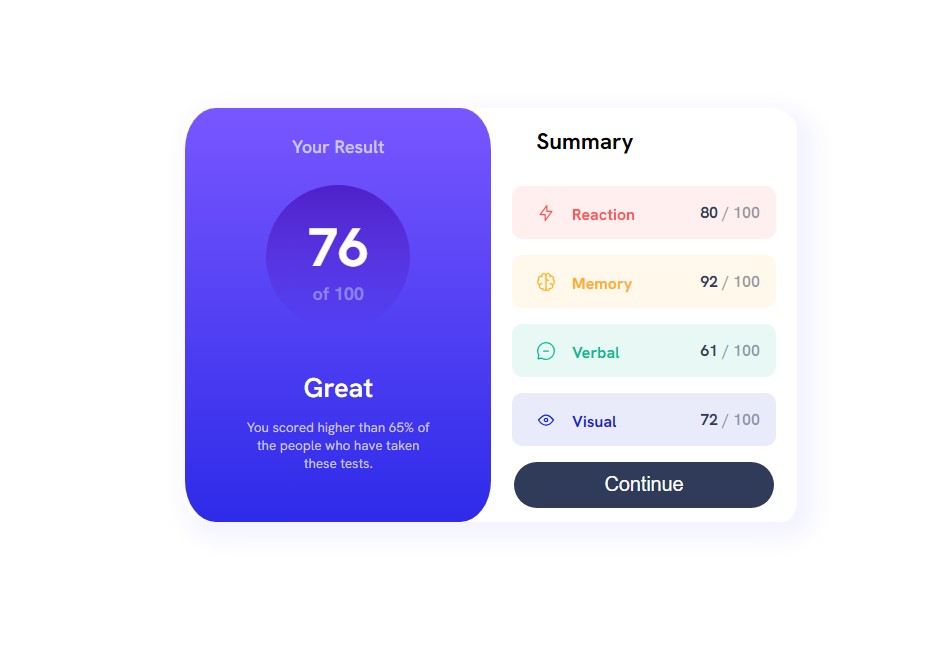 Your Result
76
of 100
Great
You scored higher than 65% of
the people who have taken
these tests.
Summary
Reaction 80 / 100
Memory 92 / 100
Verbal 61 / 100
Visual 72 / 100
Continue